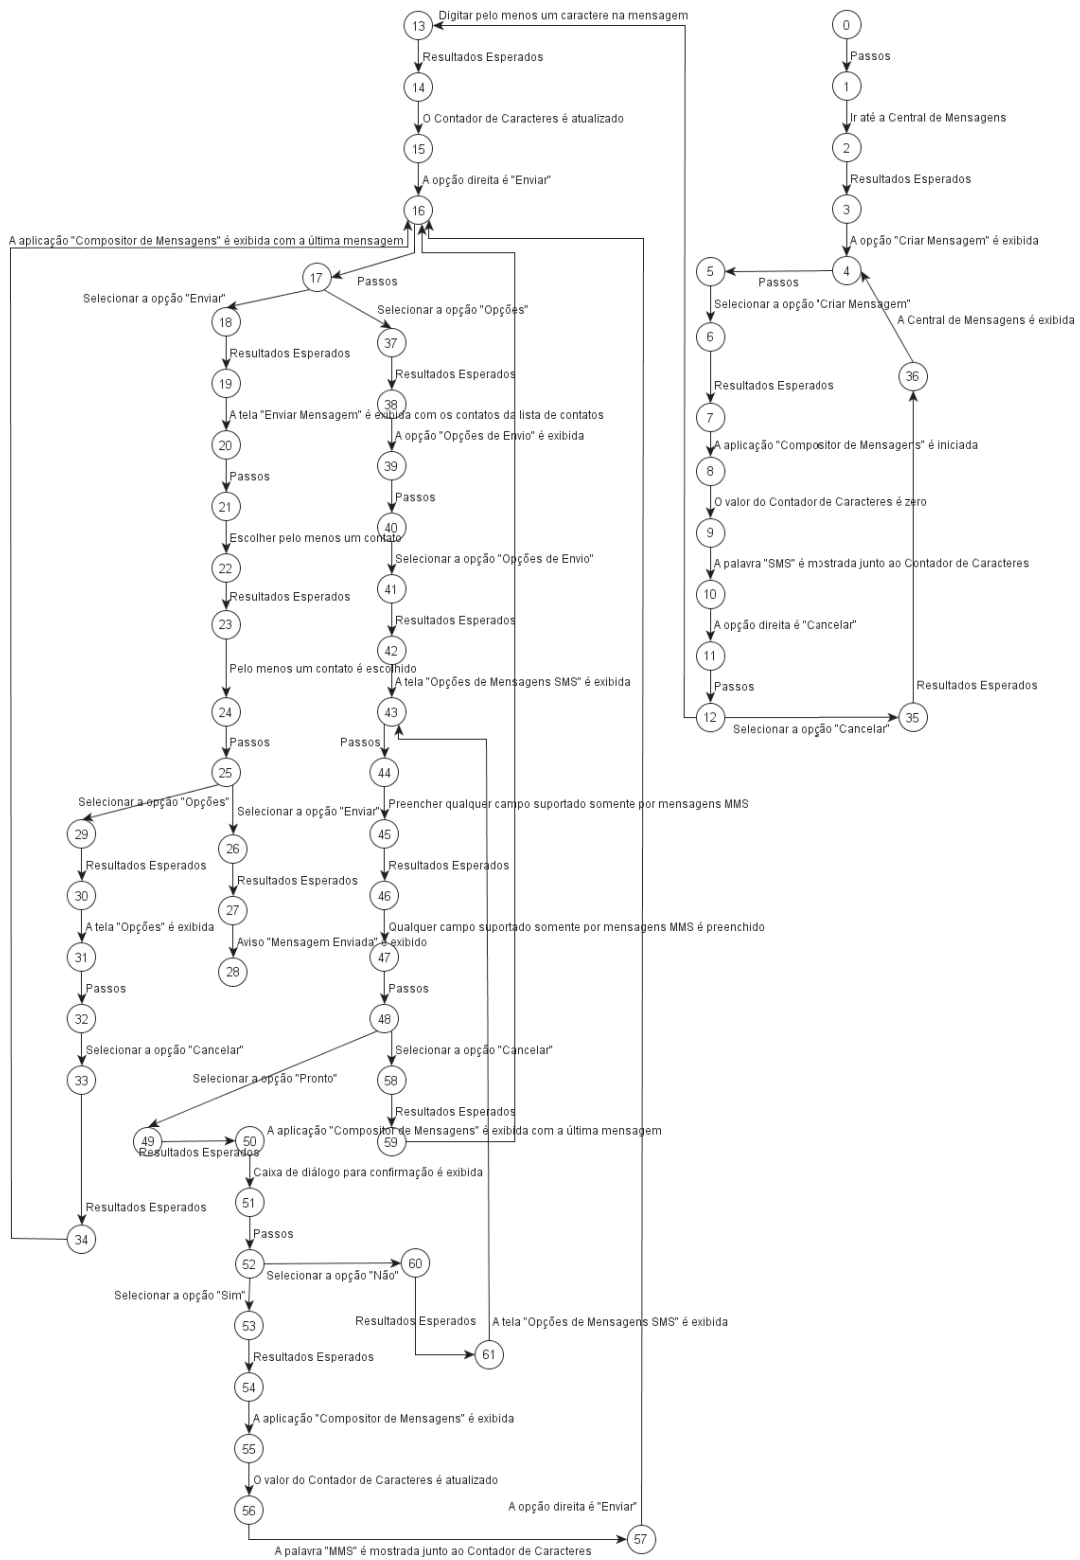 Digitar pelo menos um caractere na mensagem
13
0
Resultados Esperados
Passos
14
1
O Contador de Caracteres é atualizado
Ir até a Central de Mensagens
15
2
A opção direita é "Enviar"
Resultados Esperados
16
3
A aplicação "Compositor de Mensagens" é exibida com a última mensagem
A opção "Criar Mensagem" é exibida
17
Passos
5
4
Passos
Selecionar a opção "Enviar"
Selecionar a opção "Opções"
Selecionar a opção "Criar Mensagem"
18
A Central de Mensagens é exibida
37
6
Resultados Esperados
Resultados Esperados
36
19
Resultados Esperados
38
A tela "Enviar Mensagem" é exibida com os contatos da lista de contatos
7
A opção "Opções de Envio" é exibida
20
A aplicação "Compositor de Mensagens" é iniciada
39
8
Passos
Passos
O valor do Contador de Caracteres é zero
21
40
9
Escolher pelo menos um contato
Selecionar a opção "Opções de Envio"
A palavra "SMS" é mostrada junto ao Contador de Caracteres
22
41
10
Resultados Esperados
Resultados Esperados
A opção direita é "Cancelar"
23
42
11
Pelo menos um contato é escolhido
A tela "Opções de Mensagens SMS" é exibida
Passos
Resultados Esperados
24
43
12
35
Selecionar a opção "Cancelar"
Passos
Passos
25
44
Selecionar a opção "Opções"
Selecionar a opção "Enviar"
Preencher qualquer campo suportado somente por mensagens MMS
29
45
26
Resultados Esperados
Resultados Esperados
Resultados Esperados
30
46
27
A tela "Opções" é exibida
Qualquer campo suportado somente por mensagens MMS é preenchido
Aviso "Mensagem Enviada" é exibido
31
47
28
Passos
Passos
32
48
Selecionar a opção "Cancelar"
Selecionar a opção "Cancelar"
Selecionar a opção "Pronto"
33
58
Resultados Esperados
A aplicação "Compositor de Mensagens" é exibida com a última mensagem
49
50
59
Resultados Esperados
Caixa de diálogo para confirmação é exibida
51
Resultados Esperados
Passos
34
52
60
Selecionar a opção "Não"
Selecionar a opção "Sim"
53
Resultados Esperados
A tela "Opções de Mensagens SMS" é exibida
Resultados Esperados
61
54
A aplicação "Compositor de Mensagens" é exibida
55
O valor do Contador de Caracteres é atualizado
56
A opção direita é "Enviar"
57
A palavra "MMS" é mostrada junto ao Contador de Caracteres